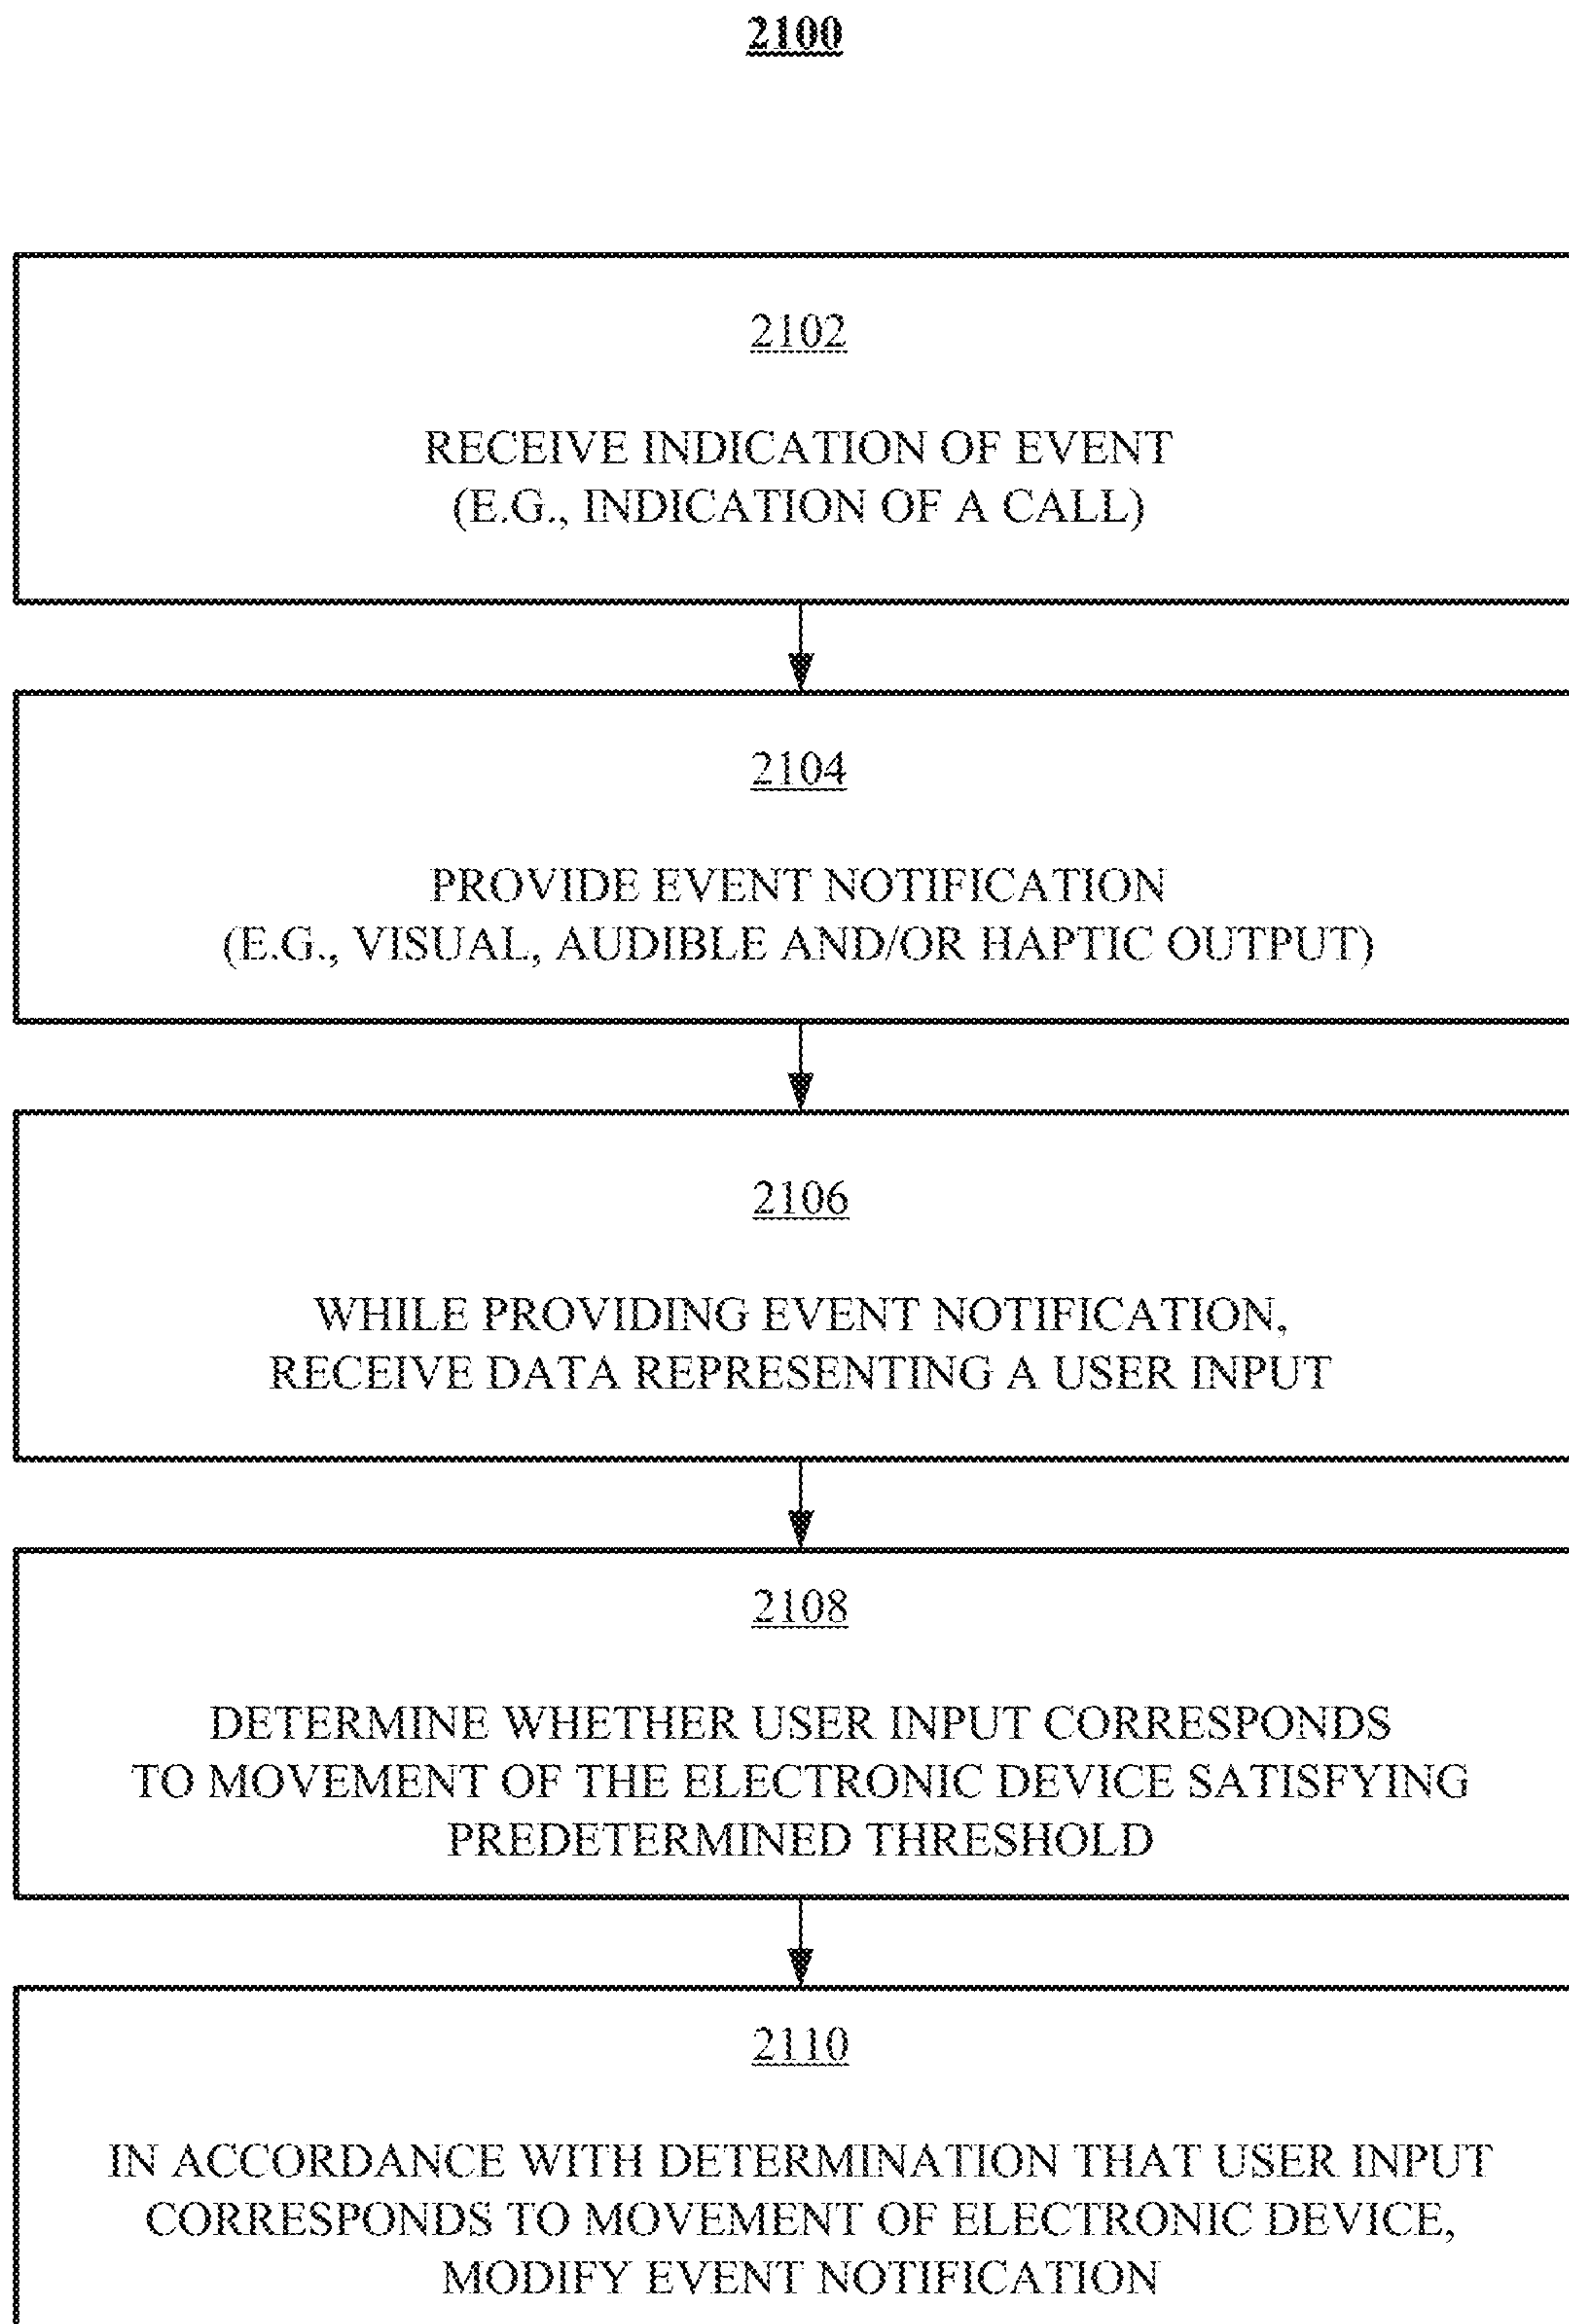 2100
2102
RECEIVE INDICATION OF EVENT
(E.G., INDICATION OF A CALL)
2104
PROVIDE EVENT NOTIFICATION
(E.G., VISUAL, AUDIBLE AND/OR HAPTIC OUTPUT)
2106
WHILE PROVIDING EVENT NOTIFICATION,
RECEIVE DATA REPRESENTING A USER INPUT
2108
DETERMINE WHETHER USER INPUT CORRESPONDS
TO MOVEMENT OF THE ELECTRONIC DEVICE SATISFYING
PREDETERMINED THRESHOLD
2110
IN ACCORDANCE WITH DETERMINATION THAT USER INPUT
CORRESPONDS TO MOVEMENT OF ELECTRONIC DEVICE,
MODIFY EVENT NOTIFICATION